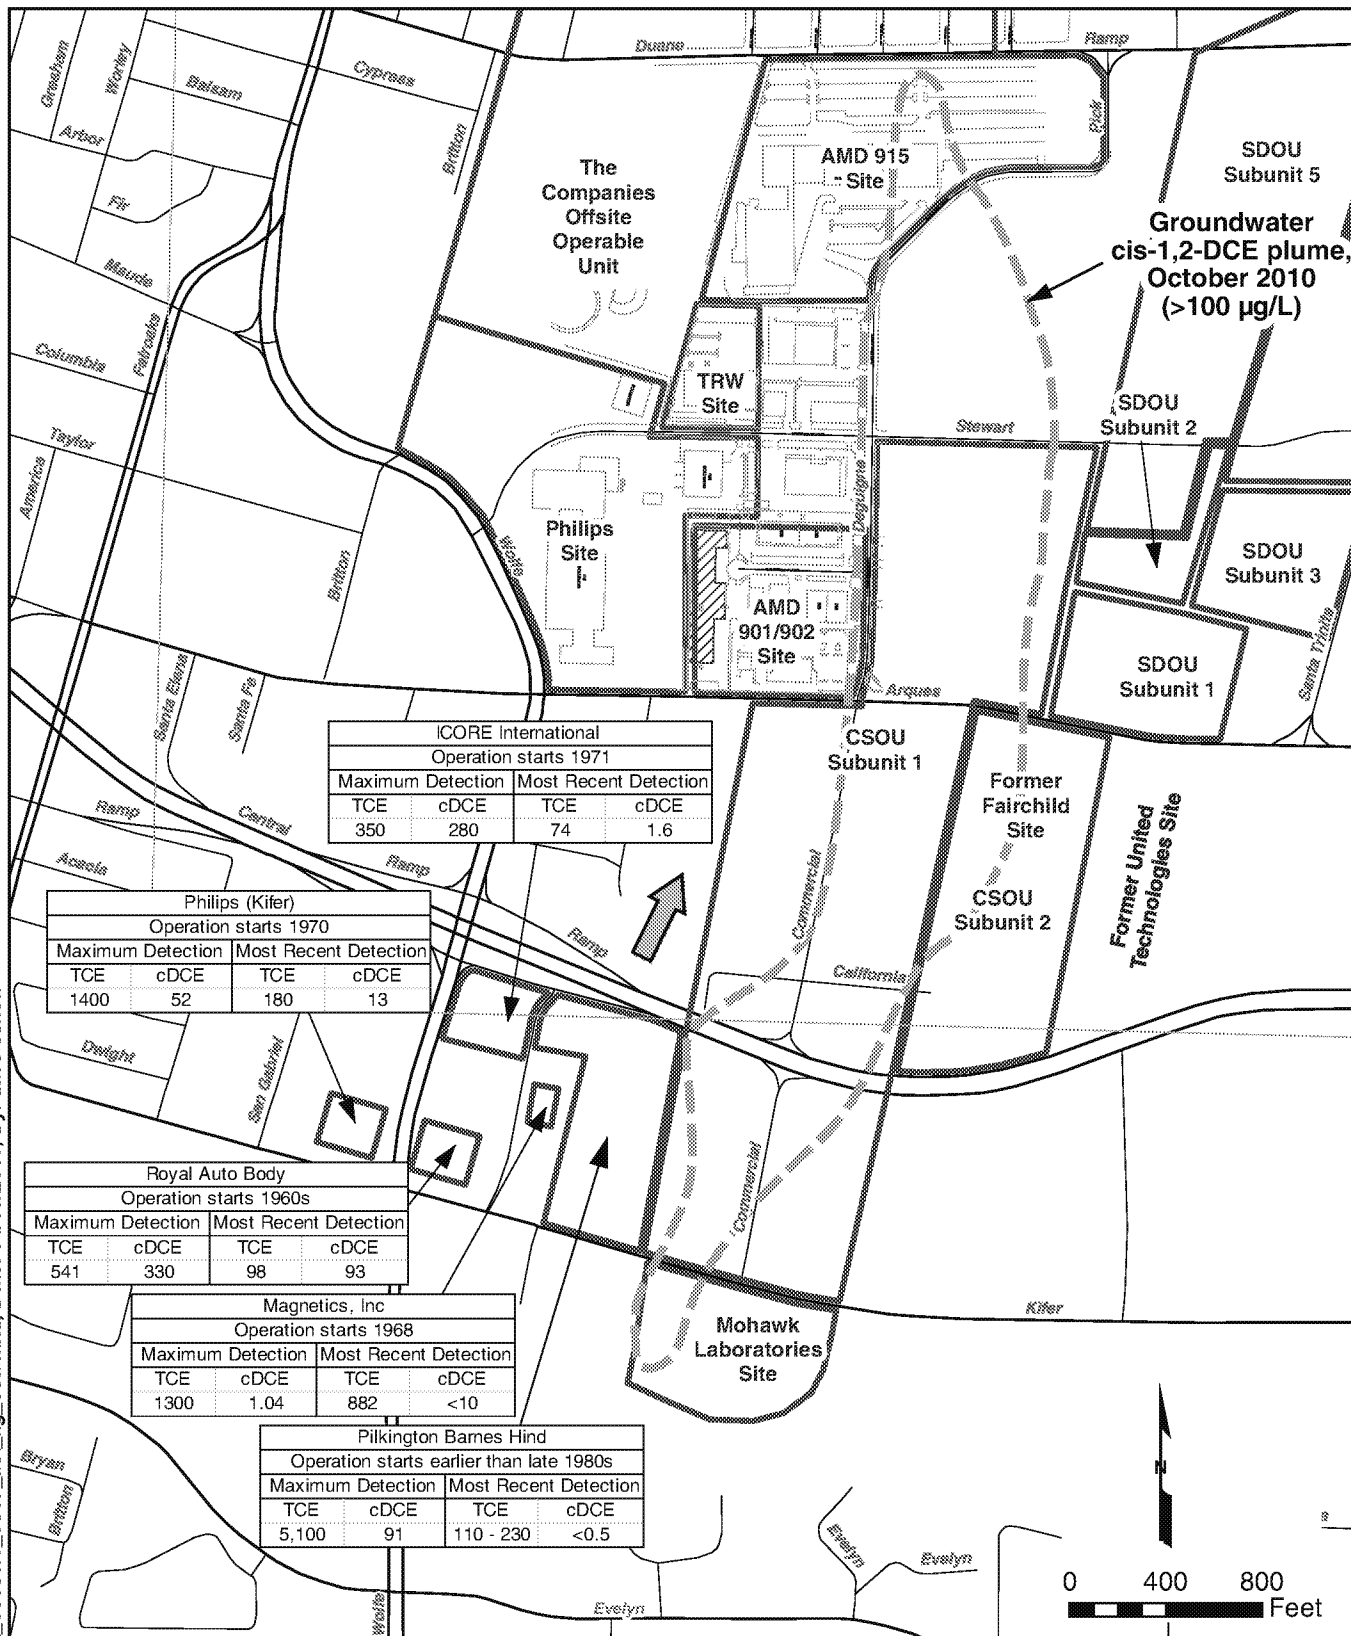 Duane
Ramp
Gresham
Worley
Balsam
Cypress
Arbor
Britton
Pick
Fir
Maude
The
Companies
Offsite
Operable
Unit
AMD 915
- Site
SDOU
Subunit 5
Groundwater
cis-1,2-DCE plume,
October 2010
(>100 µg/L)
Columbia
Fairoaks
TRW
Site
SDOU
Subunit 2
Taylor
America
Stewart
Duguigne
Britton
Wolfe
Philips
Site
AMD
901/902
Site
SDOU
Subunit 3
SDOU
Subunit 1
Santa Trinita
Santa Elena
Santa Fe
Arques
ICORE International
Operation starts 1971
Maximum Detection Most Recent Detection
TCE cDCE TCE cDCE
350 280 74 1.6
CSOU
Subunit 1
Former
Fairchild
Site
CSOU
Subunit 2
Former United
Technologies Site
Ramp
Central
Ramp
Acacia
Commercial
Ramp
California
Philips (Kifer)
Operation starts 1970
Maximum Detection Most Recent Detection
TCE cDCE TCE cDCE
1400 52 180 13
Dwight
San Gabriel
Commercial
Royal Auto Body
Operation starts 1960s
Maximum Detection Most Recent Detection
TCE cDCE TCE cDCE
541 330 98 93
Magnetics, Inc
Operation starts 1968
Maximum Detection Most Recent Detection
TCE cDCE TCE cDCE
1300 1.04 882 <10
Mohawk
Laboratories
Site
Kifer
Pilkington Barnes Hind
Operation starts earlier than late 1980s
Maximum Detection Most Recent Detection
TCE cDCE TCE cDCE
5,100 91 110 - 230 <0.5
Bryan
Britton
Wolfe
Evelyn
Evelyn
Evelyn
N
0 400 800
Feet